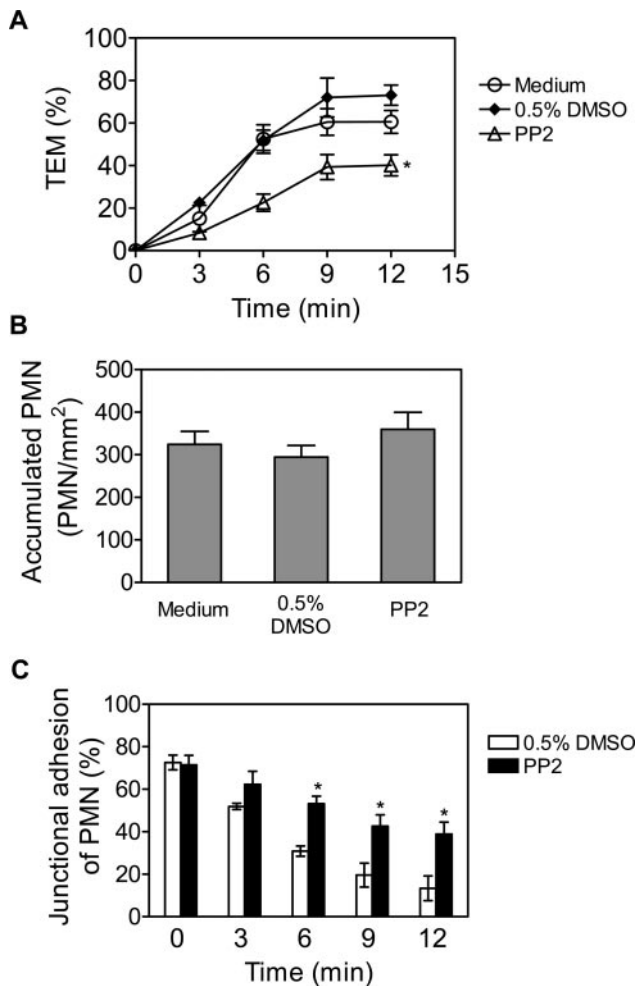 A
TEM (%)
100
80
60
40
20
0
0 3 6 9 12 15
Time (min)
Medium
0.5% DMSO
PP2
*
B
Accumulated PMN
(PMN/mm²)
500
400
300
200
100
0
Medium
0.5%
DMSO
PP2
C
Junctional adhesion
of PMN (%)
100
80
60
40
20
0
* * *
0 3 6 9 12
Time (min)
0.5% DMSO
PP2